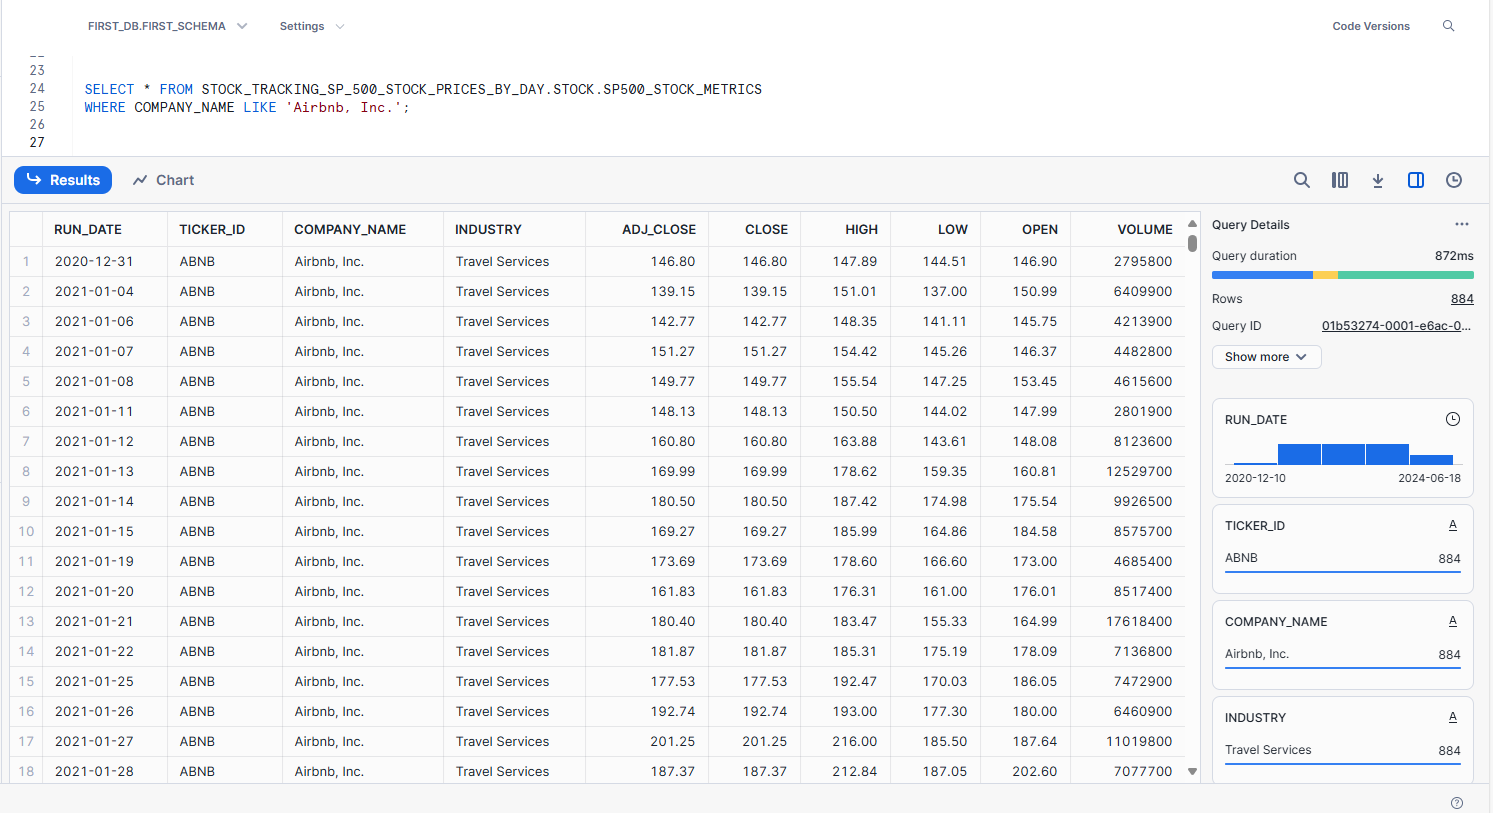 FIRST_DB.FIRST_SCHEMA Settings Code Versions
23
24 SELECT * FROM STOCK_TRACKING_SP_500_STOCK_PRICES_BY_DAY.STOCK.SP500_STOCK_METRICS
25 WHERE COMPANY_NAME LIKE 'Airbnb, Inc.';
26
27
Results Chart
RUN_DATE TICKER_ID COMPANY_NAME INDUSTRY ADJ_CLOSE CLOSE HIGH LOW OPEN VOLUME
1 2020-12-31 ABNB Airbnb, Inc. Travel Services 146.80 146.80 147.89 144.51 146.90 2795800
2 2021-01-04 ABNB Airbnb, Inc. Travel Services 139.15 139.15 151.01 137.00 150.99 6409900
3 2021-01-06 ABNB Airbnb, Inc. Travel Services 142.77 142.77 148.35 141.11 145.75 4213900
4 2021-01-07 ABNB Airbnb, Inc. Travel Services 151.27 151.27 154.42 145.26 146.37 4482800
5 2021-01-08 ABNB Airbnb, Inc. Travel Services 149.77 149.77 155.54 147.25 153.45 4615600
6 2021-01-11 ABNB Airbnb, Inc. Travel Services 148.13 148.13 150.50 144.02 147.99 2801900
7 2021-01-12 ABNB Airbnb, Inc. Travel Services 160.80 160.80 163.88 143.61 148.08 8123600
8 2021-01-13 ABNB Airbnb, Inc. Travel Services 169.99 169.99 178.62 159.35 160.81 12529700
9 2021-01-14 ABNB Airbnb, Inc. Travel Services 180.50 180.50 187.42 174.98 175.54 9926500
10 2021-01-15 ABNB Airbnb, Inc. Travel Services 169.27 169.27 185.99 164.86 184.58 8575700
11 2021-01-19 ABNB Airbnb, Inc. Travel Services 173.69 173.69 178.60 166.60 173.00 4685400
12 2021-01-20 ABNB Airbnb, Inc. Travel Services 161.83 161.83 176.31 161.00 176.01 8517400
13 2021-01-21 ABNB Airbnb, Inc. Travel Services 180.40 180.40 183.47 155.33 164.99 17618400
14 2021-01-22 ABNB Airbnb, Inc. Travel Services 181.87 181.87 185.31 175.19 178.09 7136800
15 2021-01-25 ABNB Airbnb, Inc. Travel Services 177.53 177.53 192.47 170.03 186.05 7472900
16 2021-01-26 ABNB Airbnb, Inc. Travel Services 192.74 192.74 193.00 177.30 180.00 6460900
17 2021-01-27 ABNB Airbnb, Inc. Travel Services 201.25 201.25 216.00 185.50 187.64 11019800
18 2021-01-28 ABNB Airbnb, Inc. Travel Services 187.37 187.37 212.84 187.05 202.60 7077700
Query Details
Query duration 872ms
Rows 884
Query ID 01b53274-0001-e6ac-0...
Show more
RUN_DATE
2020-12-10 2024-06-18
TICKER_ID A
ABNB 884
COMPANY_NAME A
Airbnb, Inc. 884
INDUSTRY A
Travel Services 884